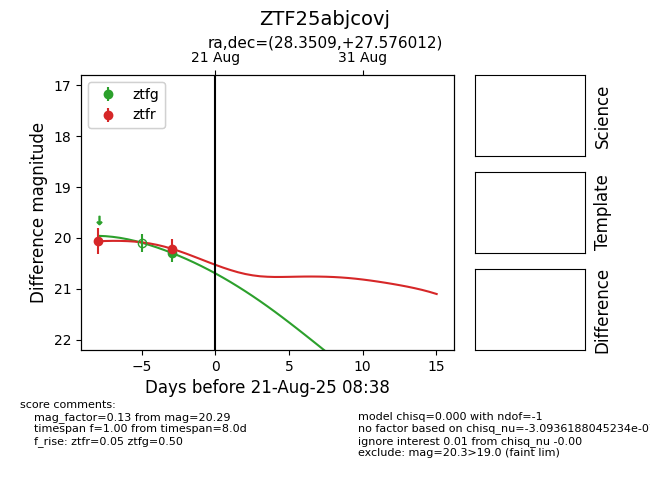 ZTF25abjcovj
ra,dec=(28.3509,+27.576012)
21 Aug
31 Aug
ztfg
ztfr
17
18
19
20
21
22
Difference magnitude
−5
0
5
10
15
Days before 21-Aug-25 08:38
Science
Template
Difference
score comments:
mag_factor=0.13 from mag=20.29
timespan f=1.00 from timespan=8.0d
f_rise: ztfr=0.05 ztfg=0.50
model chisq=0.000 with ndof=-1
no factor based on chisq_nu=-3.0936188045234e-0
ignore interest 0.01 from chisq_nu -0.00
exclude: mag=20.3>19.0 (faint lim)